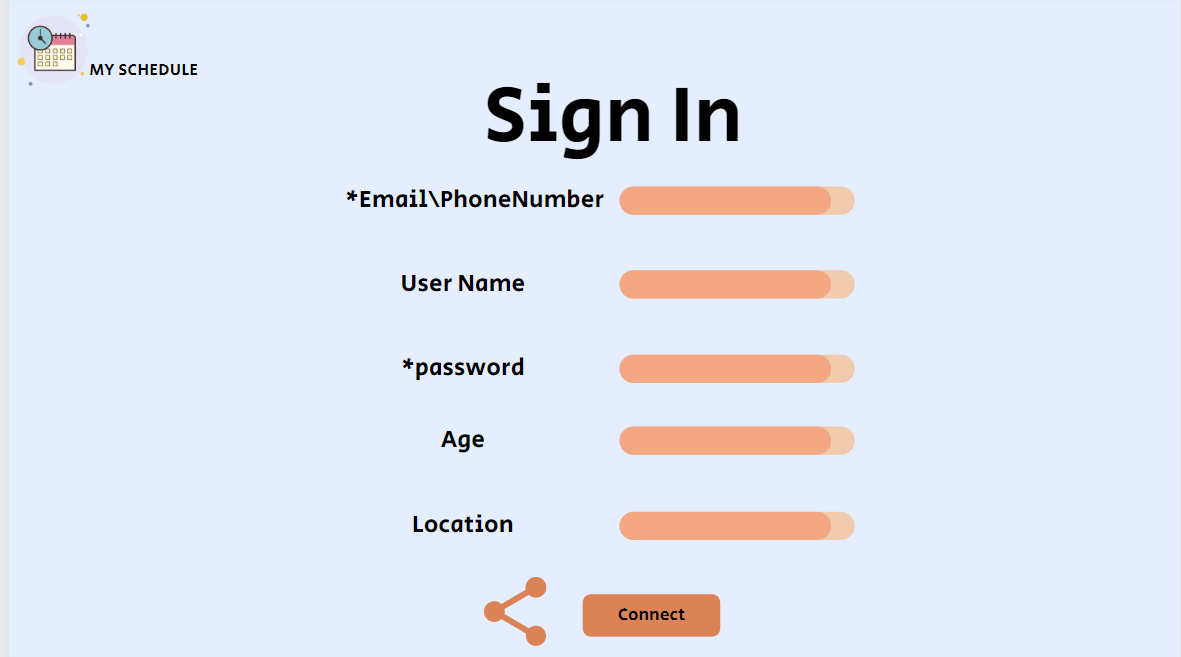 MY SCHEDULE
Sign In
*Email\PhoneNumber
User Name
*password
Age
Location
Connect